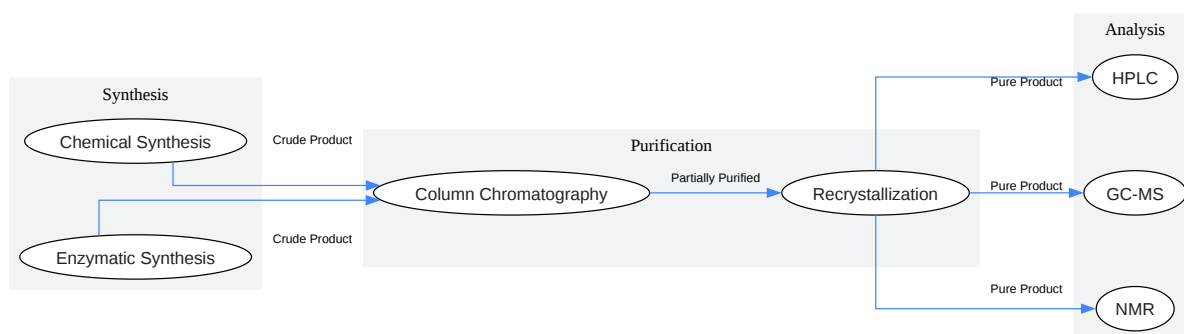 Synthesis
Chemical Synthesis
Enzymatic Synthesis
Crude Product
Crude Product
Purification
Column Chromatography
Partially Purified
Recrystallization
Pure Product
Pure Product
Pure Product
Analysis
HPLC
GC-MS
NMR